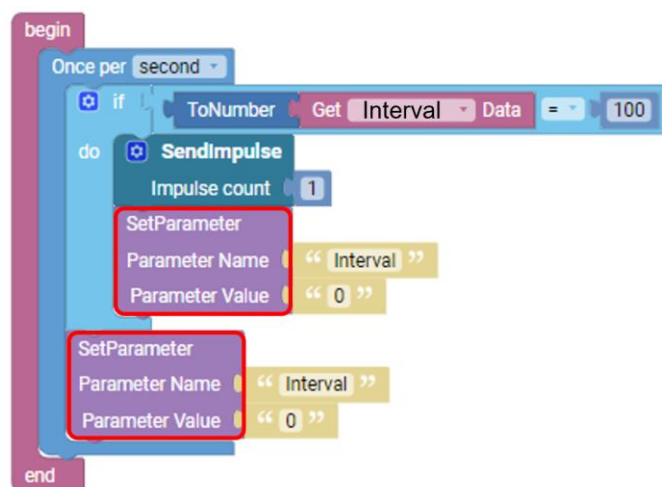 begin
Once per second
if ToNumber Get Interval Data = 100
do SendImpulse
Impulse count 1
SetParameter
Parameter Name “ Interval ”
Parameter Value “ 0 ”
SetParameter
Parameter Name “ Interval ”
Parameter Value “ 0 ”
end